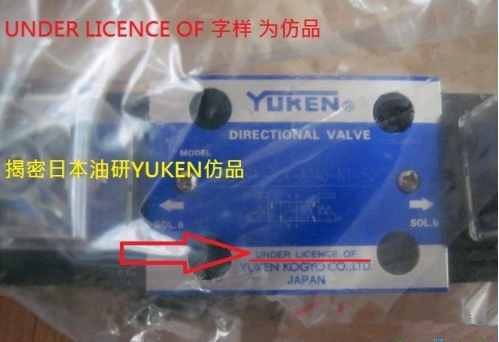 UNDER LICENCE OF 字样 为仿品
YUKEN®
DIRECTIONAL VALVE
MODEL
揭密日本油研YUKEN仿品
SOL.a
SOL.b
UNDER LICENCE OF
YUKEN KOGYO CO.,LTD.
JAPAN